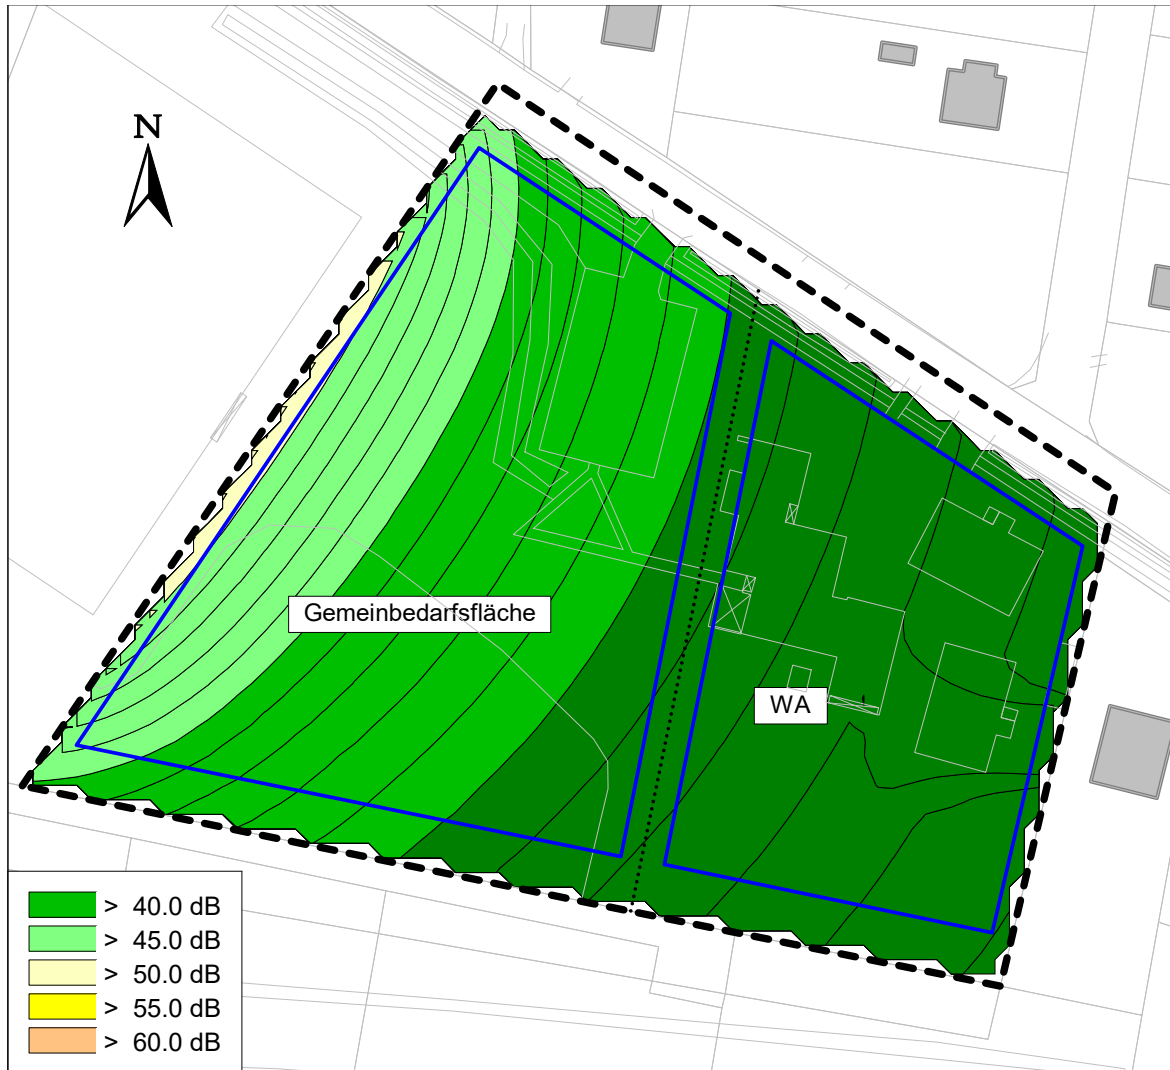 N
Gemeinbedarfsfläche
WA
> 40.0 dB
> 45.0 dB
> 50.0 dB
> 55.0 dB
> 60.0 dB